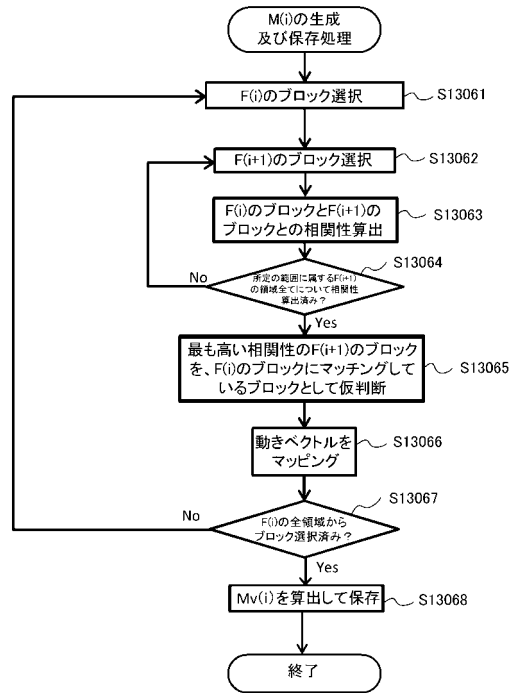 M(i)の生成
及び保存処理
F(i)のブロック選択
S13061
F(i+1)のブロック選択
S13062
F(i)のブロックとF(i+1)の
ブロックとの相関性算出
S13063
S13064
No
所定の範囲に属するF(i+1)
の領域全てについて相関性
算出済み？
Yes
最も高い相関性のF(i+1)のブロック
を、F(i)のブロックにマッチングして
いるブロックとして仮判断
S13065
動きベクトルを
マッピング
S13066
S13067
No
F(i)の全領域から
ブロック選択済み？
Yes
Mv(i)を算出して保存
S13068
終了